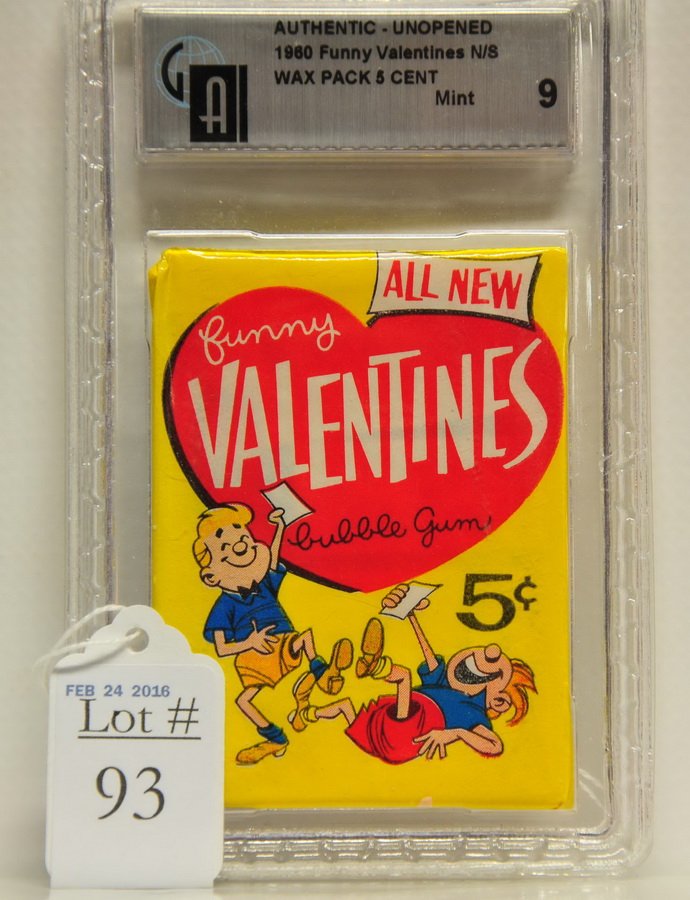 AUTHENTIC - UNOPENED
1960 Funny Valentines N/S
WAX PACK 5 CENT
Mint 9
GAI
ALL NEW
funny
VALENTINES
bubble Gum
5¢
FEB 24 2016
Lot #
93